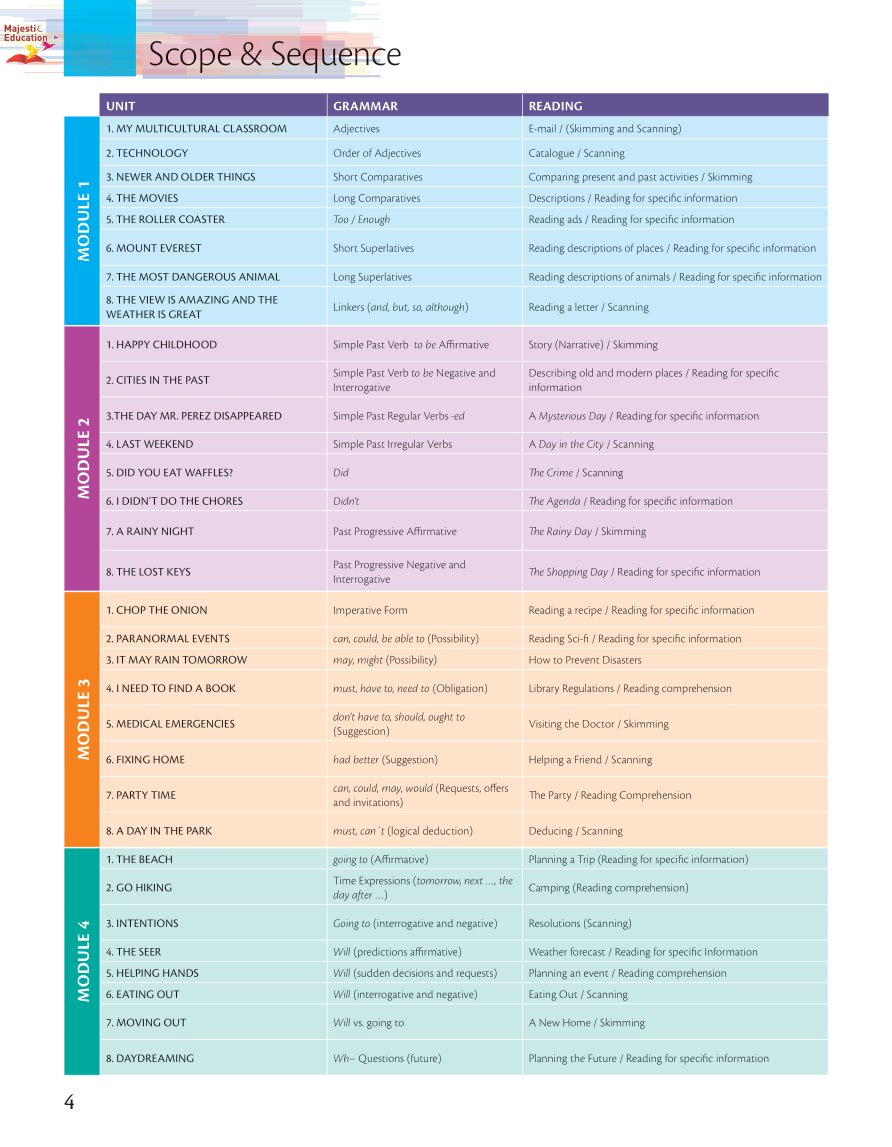 Majestic
Education
Scope & Sequence
UNIT GRAMMAR READING
MODULE 1
1. MY MULTICULTURAL CLASSROOM Adjectives E-mail / (Skimming and Scanning)
2. TECHNOLOGY Order of Adjectives Catalogue / Scanning
3. NEWER AND OLDER THINGS Short Comparatives Comparing present and past activities / Skimming
4. THE MOVIES Long Comparatives Descriptions / Reading for specific information
5. THE ROLLER COASTER Too / Enough Reading ads / Reading for specific information
6. MOUNT EVEREST Short Superlatives Reading descriptions of places / Reading for specific information
7. THE MOST DANGEROUS ANIMAL Long Superlatives Reading descriptions of animals / Reading for specific information
8. THE VIEW IS AMAZING AND THE
WEATHER IS GREAT
Linkers (and, but, so, although) Reading a letter / Scanning
MODULE 2
1. HAPPY CHILDHOOD Simple Past Verb to be Affirmative Story (Narrative) / Skimming
2. CITIES IN THE PAST
Simple Past Verb to be Negative and
Interrogative
Describing old and modern places / Reading for specific
information
3.THE DAY MR. PEREZ DISAPPEARED Simple Past Regular Verbs -ed A Mysterious Day / Reading for specific information
4. LAST WEEKEND Simple Past Irregular Verbs A Day in the City / Scanning
5. DID YOU EAT WAFFLES? Did The Crime / Scanning
6. I DIDN'T DO THE CHORES Didn't The Agenda / Reading for specific information
7. A RAINY NIGHT Past Progressive Affirmative The Rainy Day / Skimming
8. THE LOST KEYS
Past Progressive Negative and
Interrogative
The Shopping Day / Reading for specific information
MODULE 3
1. CHOP THE ONION Imperative Form Reading a recipe / Reading for specific information
2. PARANORMAL EVENTS can, could, be able to (Possibility) Reading Sci-fi / Reading for specific information
3. IT MAY RAIN TOMORROW may, might (Possibility) How to Prevent Disasters
4. I NEED TO FIND A BOOK must, have to, need to (Obligation) Library Regulations / Reading comprehension
5. MEDICAL EMERGENCIES
don't have to, should, ought to
(Suggestion)
Visiting the Doctor / Skimming
6. FIXING HOME had better (Suggestion) Helping a Friend / Scanning
7. PARTY TIME
can, could, may, would (Requests, offers
and invitations)
The Party / Reading Comprehension
8. A DAY IN THE PARK must, can´t (logical deduction) Deducing / Scanning
MODULE 4
1. THE BEACH going to (Affirmative) Planning a Trip (Reading for specific information)
2. GO HIKING
Time Expressions (tomorrow, next ..., the
day after ...)
Camping (Reading comprehension)
3. INTENTIONS Going to (interrogative and negative) Resolutions (Scanning)
4. THE SEER Will (predictions affirmative) Weather forecast / Reading for specific Information
5. HELPING HANDS Will (sudden decisions and requests) Planning an event / Reading comprehension
6. EATING OUT Will (interrogative and negative) Eating Out / Scanning
7. MOVING OUT Will vs. going to A New Home / Skimming
8. DAYDREAMING Wh– Questions (future) Planning the Future / Reading for specific information
4